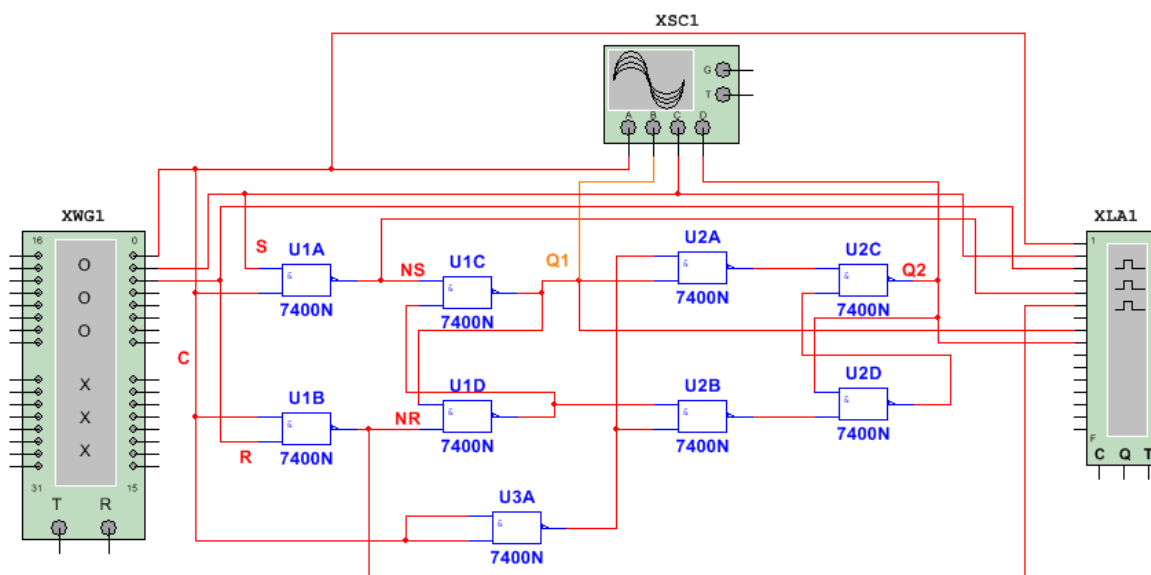 XSC1
G
T
A B C D
XWG1
16 0
O
O
O
X
X
X
31 15
T R
S
U1A
&
7400N
NS
U1C
&
7400N
Q1
U2A
&
7400N
U2C
&
7400N
Q2
XLA1
1
F
C Q T
C
U1B
&
7400N
R
NR
U1D
&
7400N
U2B
&
7400N
U2D
&
7400N
U3A
&
7400N